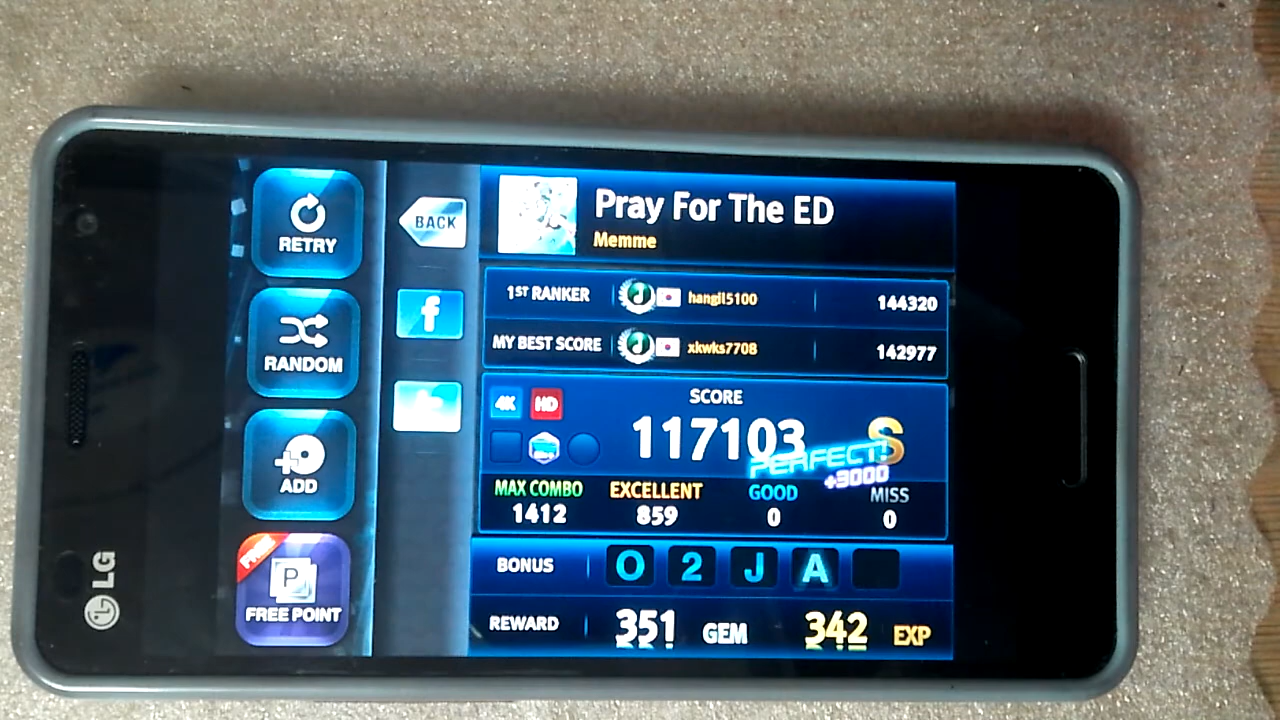 Pray For The ED
Memme
1ST RANKER hangil5100 144320
MY BEST SCORE xkwks7708 142977
4K HD SCORE
117103 S
PERFECT!
+3000
MAX COMBO EXCELLENT GOOD MISS
1412 859 0 0
BONUS O 2 J A
REWARD 351 GEM 342 EXP
BACK
f
RETRY
RANDOM
ADD
FREE
P
FREE POINT
LG